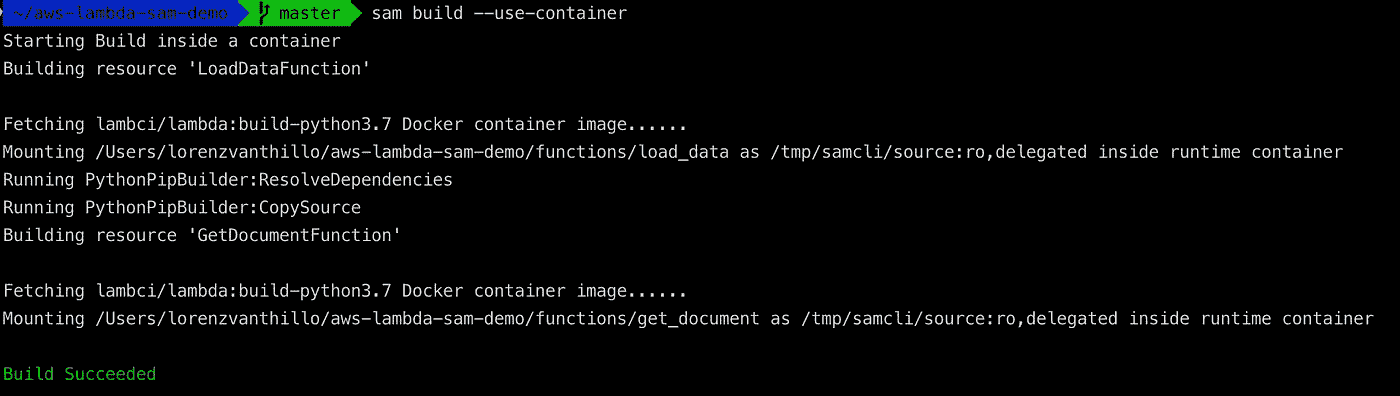 ~/aws-lambda-sam-demo master sam build --use-container
Starting Build inside a container
Building resource 'LoadDataFunction'
Fetching lambci/lambda:build-python3.7 Docker container image......
Mounting /Users/lorenzvanthillo/aws-lambda-sam-demo/functions/load_data as /tmp/samcli/source:ro,delegated inside runtime container
Running PythonPipBuilder:ResolveDependencies
Running PythonPipBuilder:CopySource
Building resource 'GetDocumentFunction'
Fetching lambci/lambda:build-python3.7 Docker container image......
Mounting /Users/lorenzvanthillo/aws-lambda-sam-demo/functions/get_document as /tmp/samcli/source:ro,delegated inside runtime container
Build Succeeded